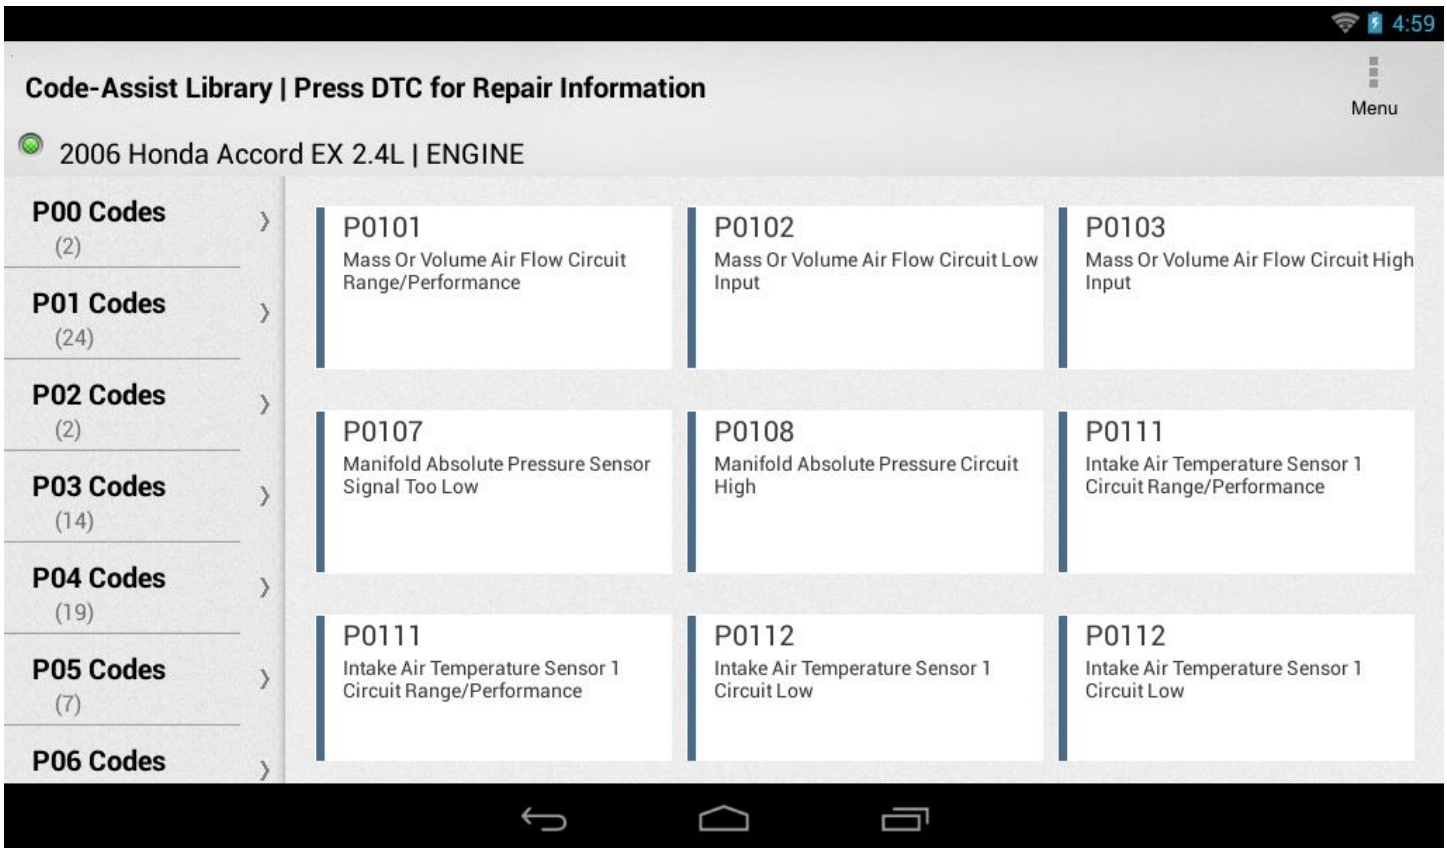 4:59
Code-Assist Library | Press DTC for Repair Information
Menu
2006 Honda Accord EX 2.4L | ENGINE
P00 Codes
(2)
P01 Codes
(24)
P02 Codes
(2)
P03 Codes
(14)
P04 Codes
(19)
P05 Codes
(7)
P06 Codes
P0101
Mass Or Volume Air Flow Circuit
Range/Performance
P0102
Mass Or Volume Air Flow Circuit Low
Input
P0103
Mass Or Volume Air Flow Circuit High
Input
P0107
Manifold Absolute Pressure Sensor
Signal Too Low
P0108
Manifold Absolute Pressure Circuit
High
P0111
Intake Air Temperature Sensor 1
Circuit Range/Performance
P0111
Intake Air Temperature Sensor 1
Circuit Range/Performance
P0112
Intake Air Temperature Sensor 1
Circuit Low
P0112
Intake Air Temperature Sensor 1
Circuit Low